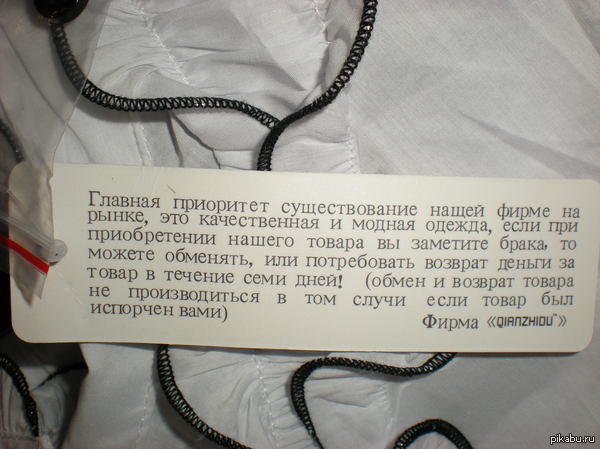 Главная приоритет существование нащей фирме на
рынке, это качественная и модная одежда, если при
приобретении нашего товара вы заметите брака, то
можете обменять, или потребовать возврат деньги за
товар в течение семи дней! (обмен и возврат товара
не производиться в том случи если товар был
испорчен вами) Фирма «QIANZHIDU™»
pikabu.ru